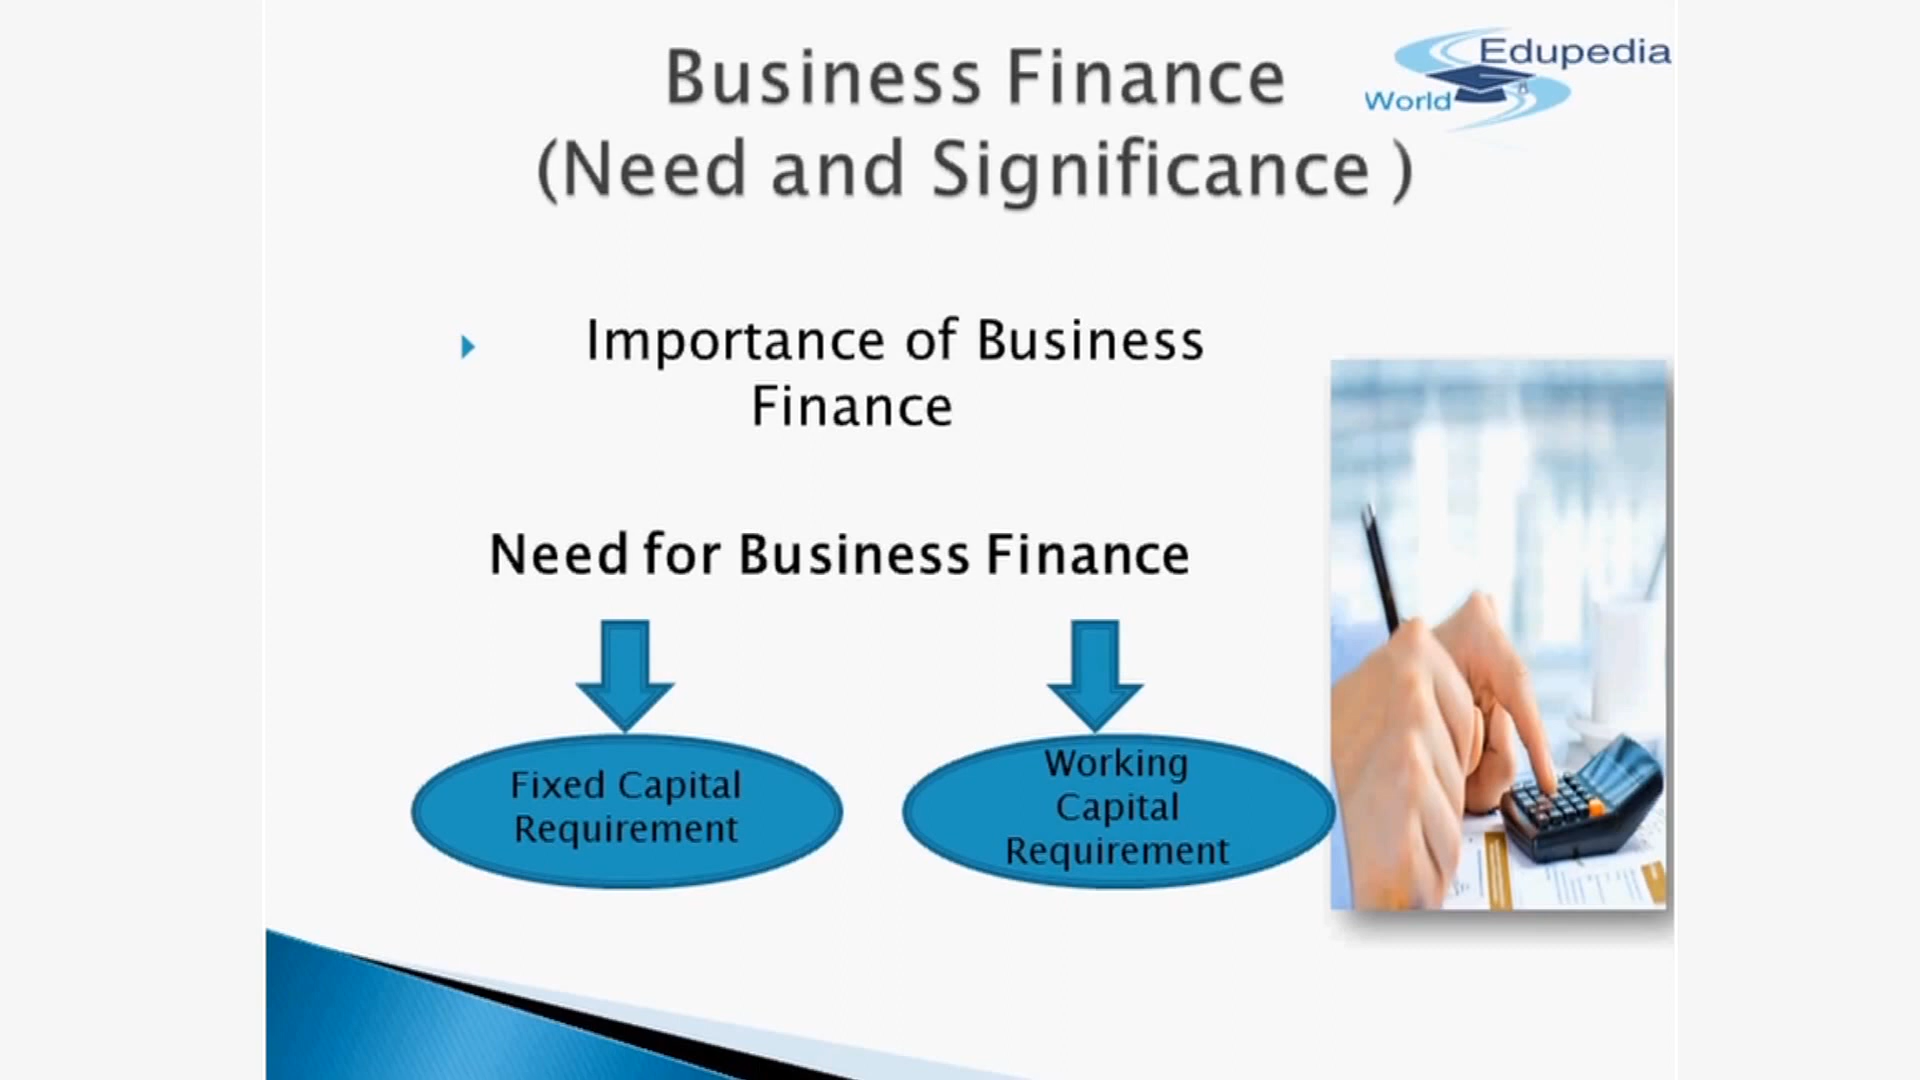 Business Finance
(Need and Significance )
Edupedia
World
Importance of Business
Finance
Need for Business Finance
Fixed Capital
Requirement
Working
Capital
Requirement